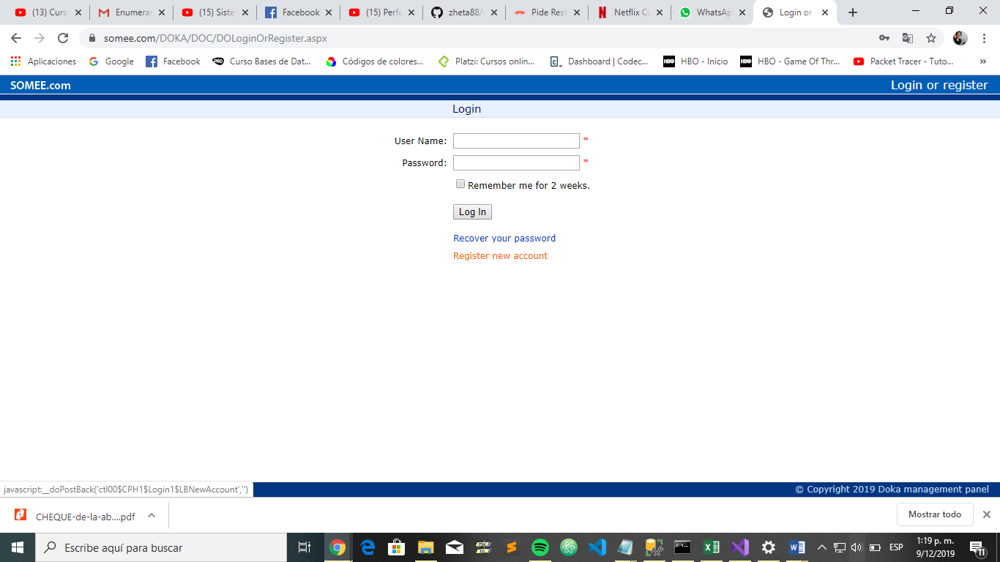 (13) Curs
Enumera
(15) Siste
Facebook
(15) Perfe
zheta88/
Pide Rest
Netflix Co
WhatsAp
Login or
somee.com/DOKA/DOC/DOLoginOrRegister.aspx
Aplicaciones
Google
Facebook
PRO Curso Bases de Dat...
Códigos de colores...
Platzi: Cursos onlin...
Dashboard | Codec...
HBO HBO - Inicio
HBO HBO - Game Of Thr...
Packet Tracer - Tuto...
»
SOMEE.com
Login or register
Login
User Name: *
Password: *
Remember me for 2 weeks.
Log In
Recover your password
Register new account
javascript:__doPostBack('ctl00$CPH1$Login1$LBNewAccount','')
© Copyright 2019 Doka management panel
CHEQUE-de-la-ab....pdf
Mostrar todo
Escribe aquí para buscar
ESP
1:19 p. m.
9/12/2019
11